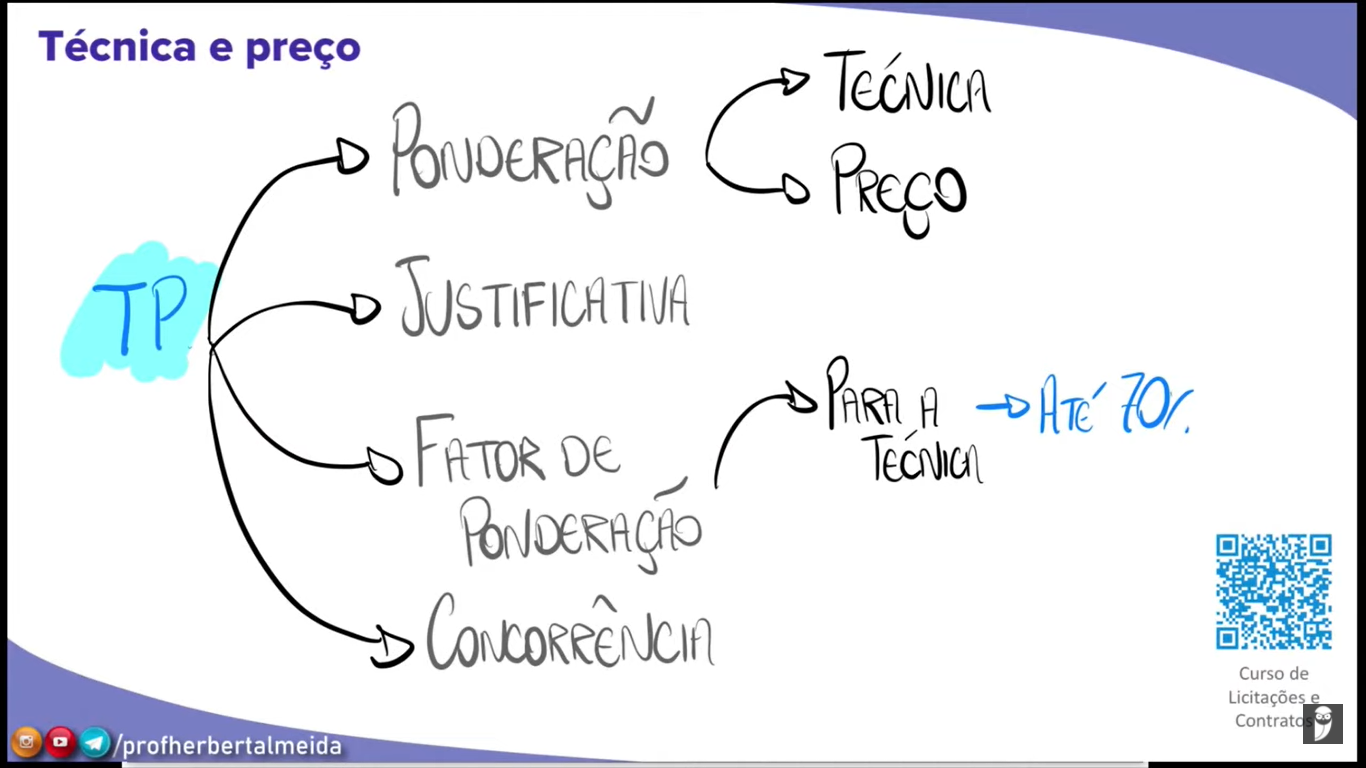 Técnica e preço
TÉCNICA
PONDERAÇÃO
PREÇO
TP
JUSTIFICATIVA
PARA A
TÉCNICA
ATÉ 70%
FATOR DE
PONDERAÇÃO
CONCORRÊNCIA
Curso de
Licitações e
Contratos
/profherbertalmeida